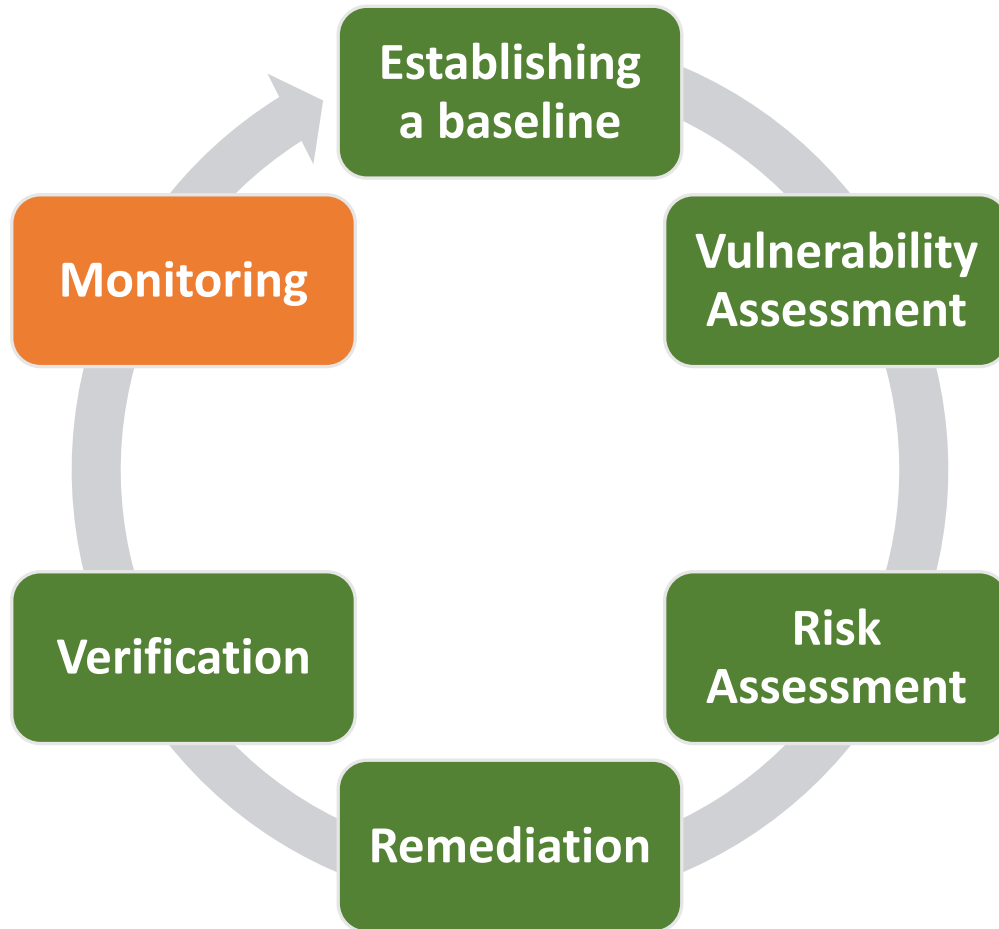 Establishing
a baseline
Vulnerability
Assessment
Risk
Assessment
Remediation
Verification
Monitoring